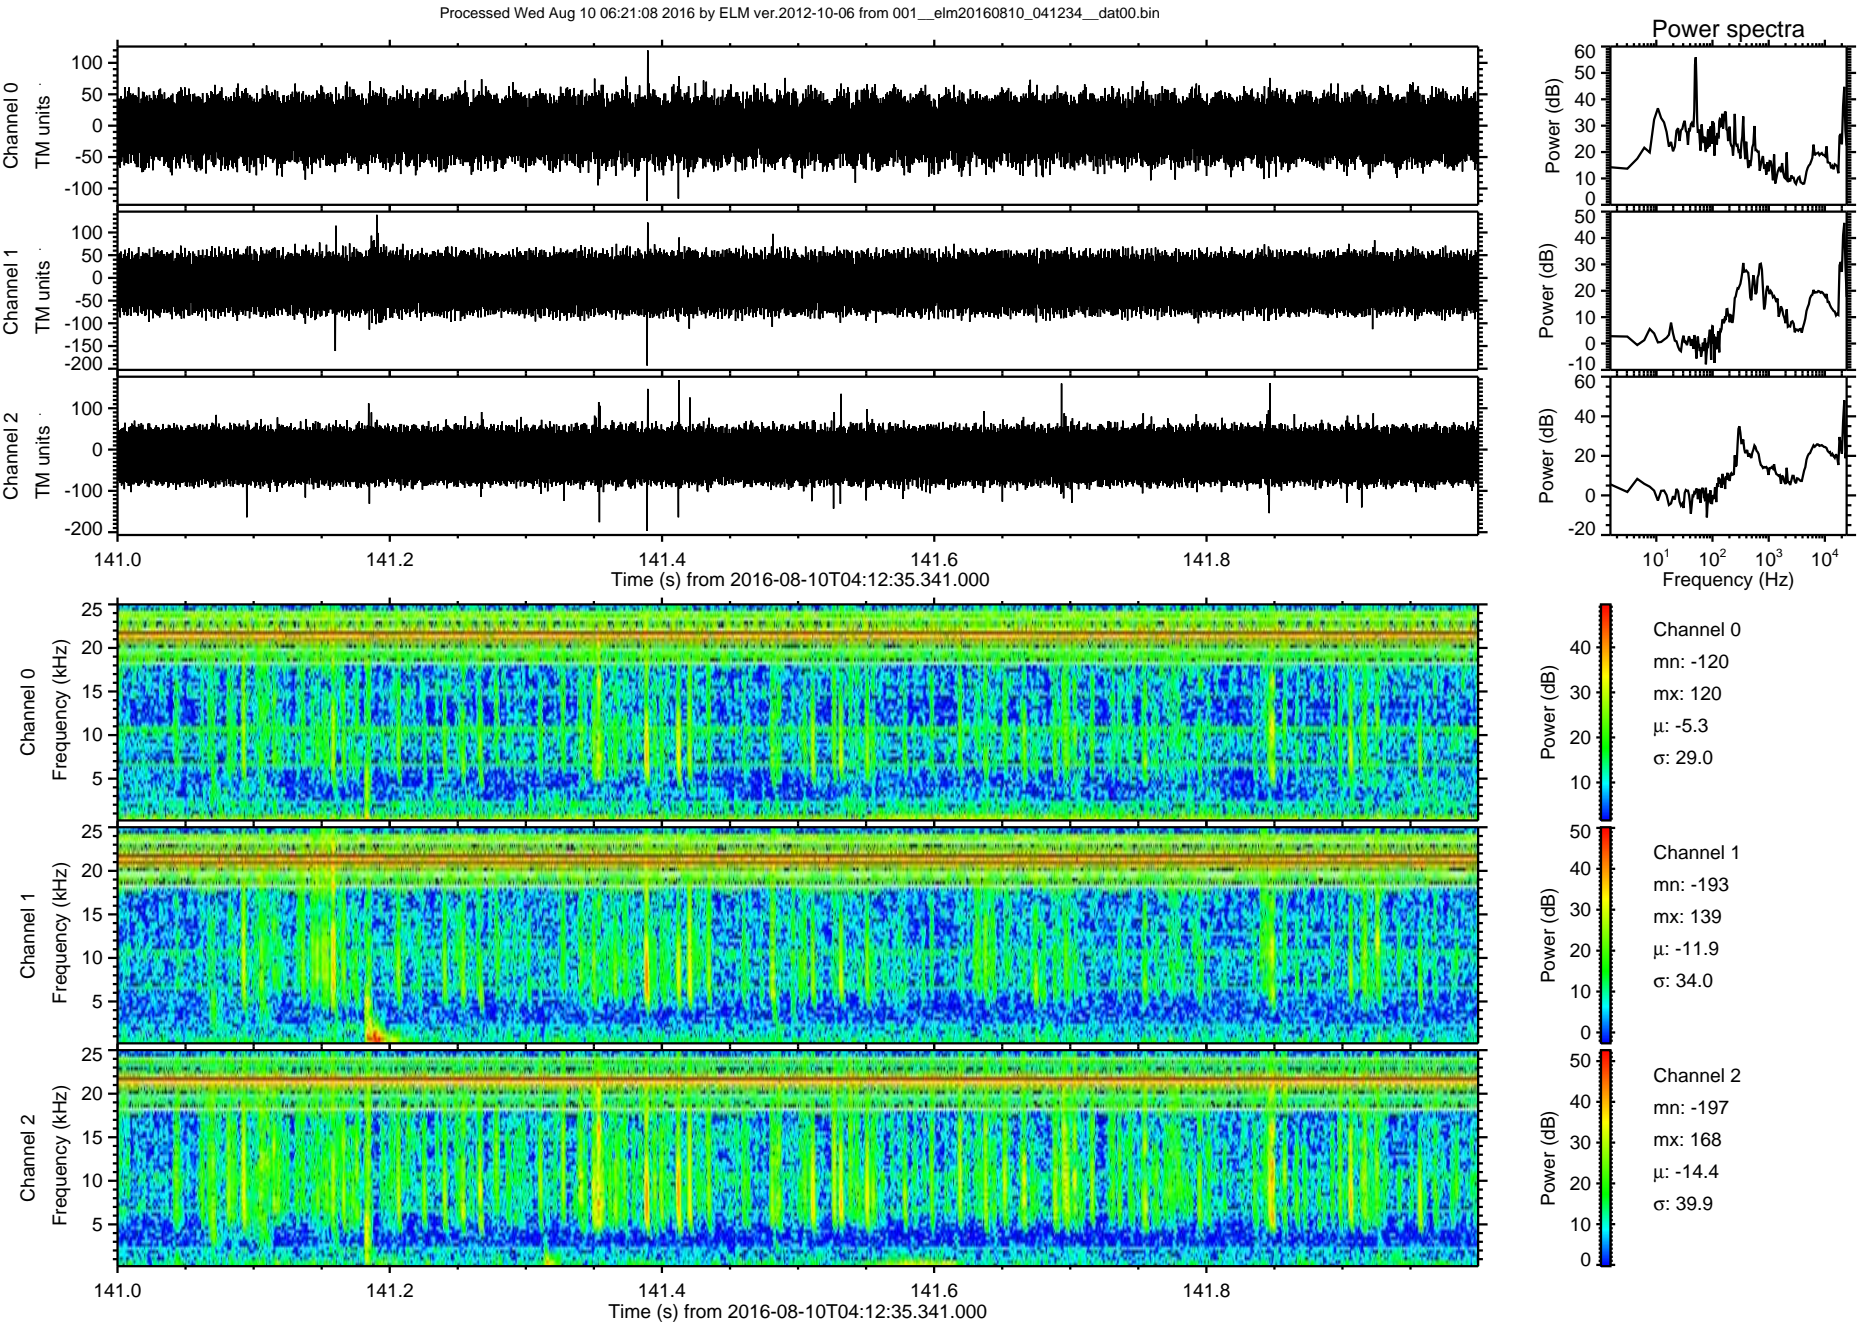 Processed Wed Aug 10 06:21:08 2016 by ELM ver.2012-10-06 from 001__elm20160810_041234__dat00.bin
Power spectra
Channel 0
TM units
100
50
0
-50
-100
Power (dB)
60
50
40
30
20
10
0
Channel 1
TM units
100
50
0
-50
-100
-150
-200
Power (dB)
50
40
30
20
10
0
-10
Channel 2
TM units
100
0
-100
-200
Power (dB)
60
40
20
0
-20
141.0 141.2 141.4 141.6 141.8
Time (s) from 2016-08-10T04:12:35.341.000
10¹ 10² 10³ 10⁴
Frequency (Hz)
Channel 0
Frequency (kHz)
25
20
15
10
5
Power (dB)
40
30
20
10
Channel 0
mn: -120
mx: 120
μ: -5.3
σ: 29.0
Channel 1
Frequency (kHz)
25
20
15
10
5
Power (dB)
50
40
30
20
10
0
Channel 1
mn: -193
mx: 139
μ: -11.9
σ: 34.0
Channel 2
Frequency (kHz)
25
20
15
10
5
Power (dB)
50
40
30
20
10
0
Channel 2
mn: -197
mx: 168
μ: -14.4
σ: 39.9
141.0 141.2 141.4 141.6 141.8
Time (s) from 2016-08-10T04:12:35.341.000